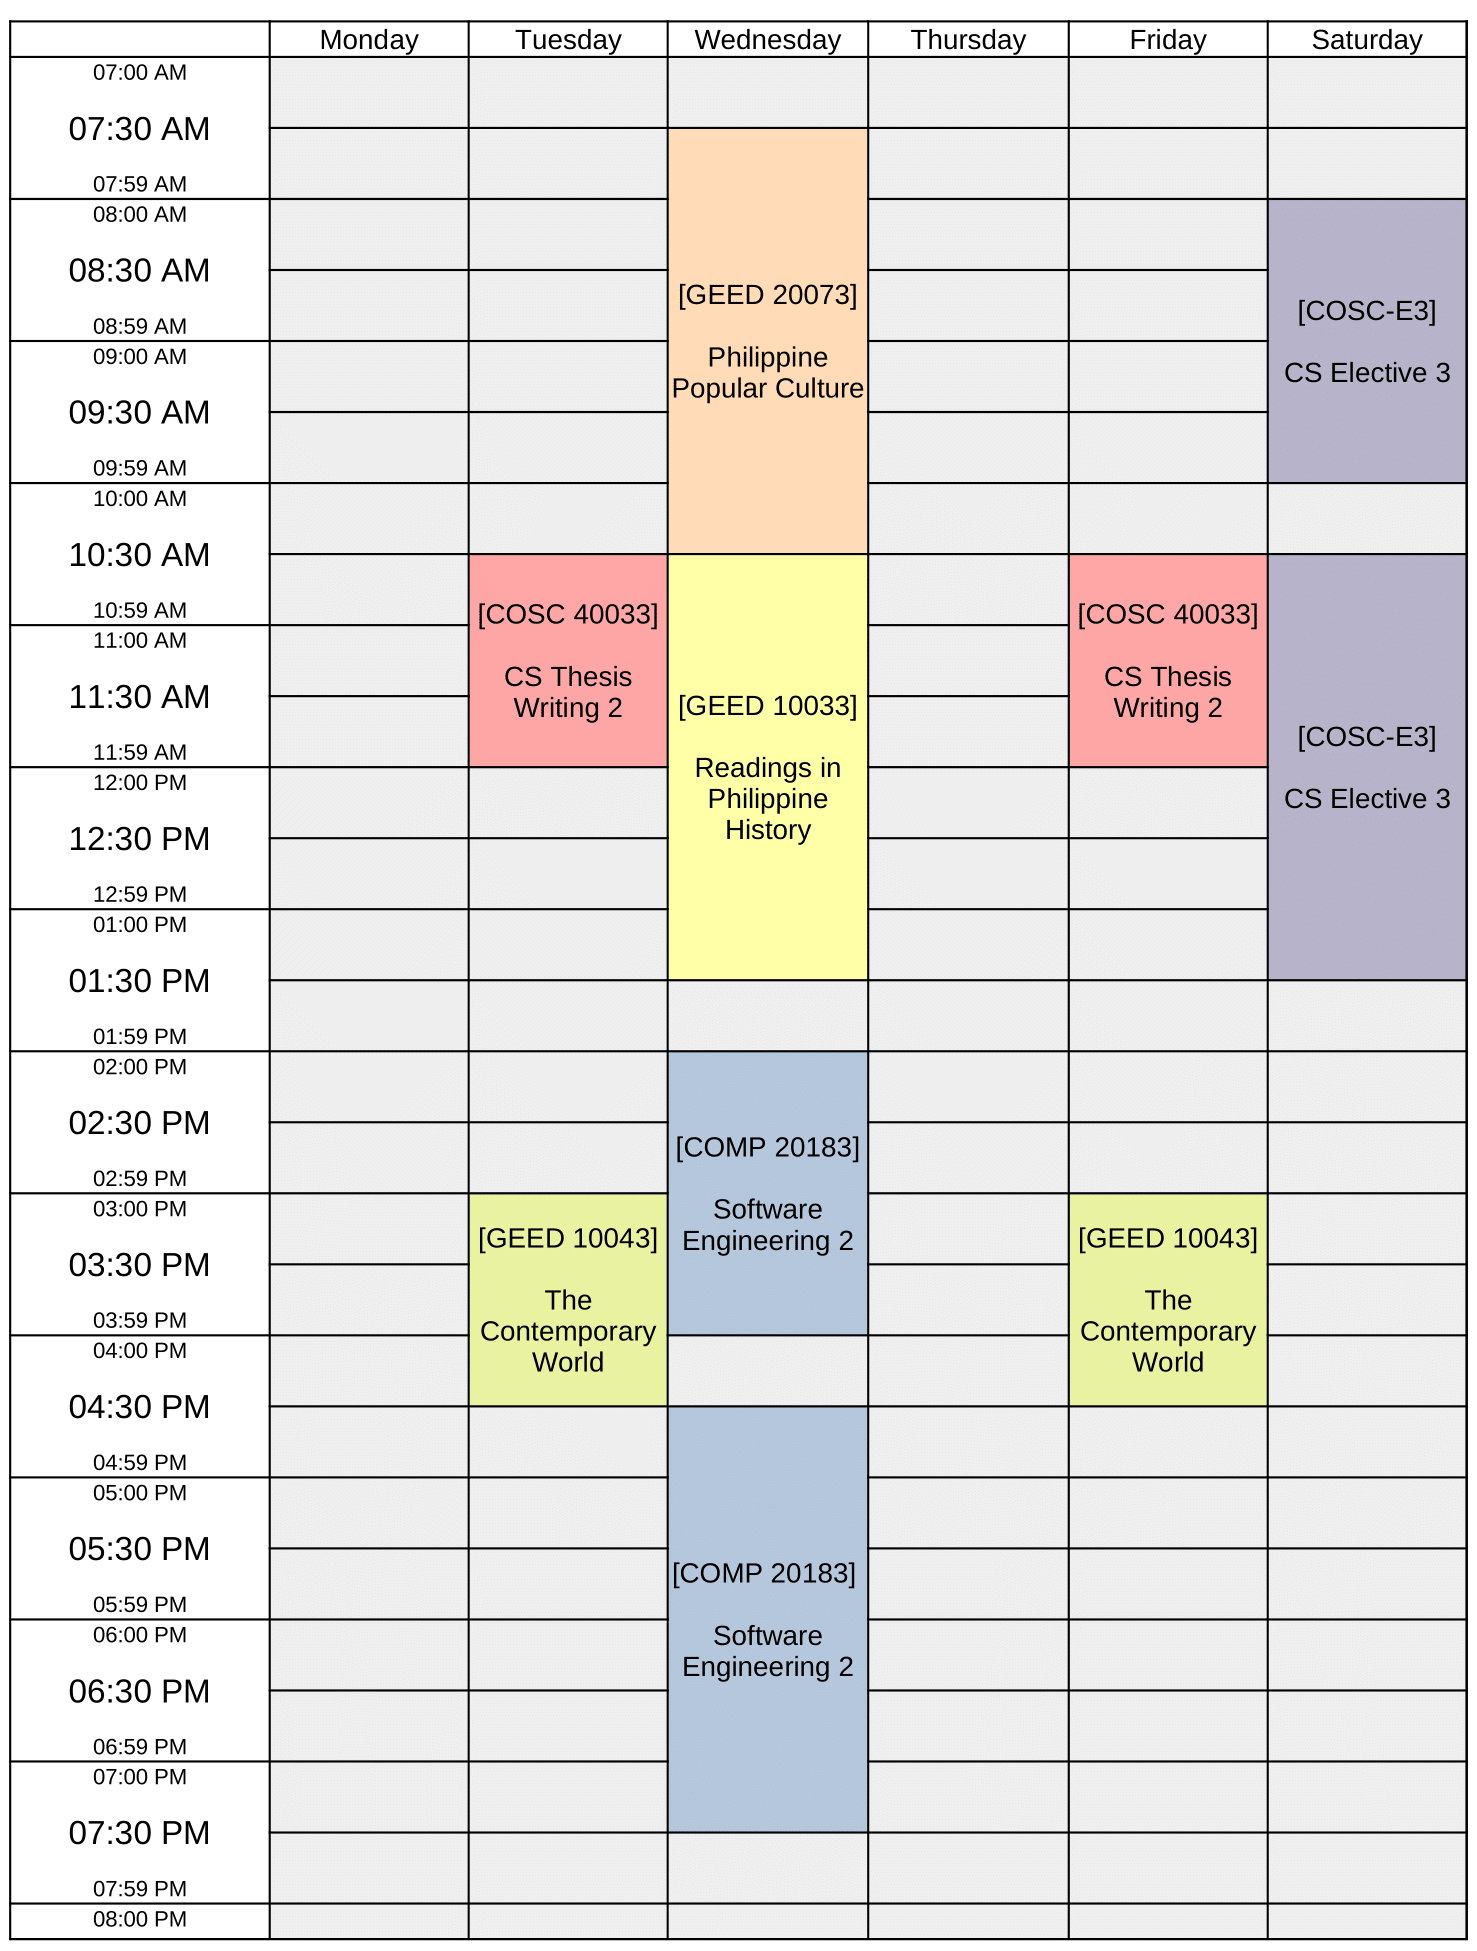 Monday Tuesday Wednesday Thursday Friday Saturday
07:00 AM
07:30 AM
07:59 AM
08:00 AM
08:30 AM
08:59 AM
09:00 AM
09:30 AM
09:59 AM
10:00 AM
10:30 AM
10:59 AM
11:00 AM
11:30 AM
11:59 AM
12:00 PM
12:30 PM
12:59 PM
01:00 PM
01:30 PM
01:59 PM
02:00 PM
02:30 PM
02:59 PM
03:00 PM
03:30 PM
03:59 PM
04:00 PM
04:30 PM
04:59 PM
05:00 PM
05:30 PM
05:59 PM
06:00 PM
06:30 PM
06:59 PM
07:00 PM
07:30 PM
07:59 PM
08:00 PM
[COSC 40033]
CS Thesis
Writing 2
[GEED 10043]
The
Contemporary
World
[GEED 20073]
Philippine
Popular Culture
[GEED 10033]
Readings in
Philippine
History
[COMP 20183]
Software
Engineering 2
[COMP 20183]
Software
Engineering 2
[COSC 40033]
CS Thesis
Writing 2
[GEED 10043]
The
Contemporary
World
[COSC-E3]
CS Elective 3
[COSC-E3]
CS Elective 3